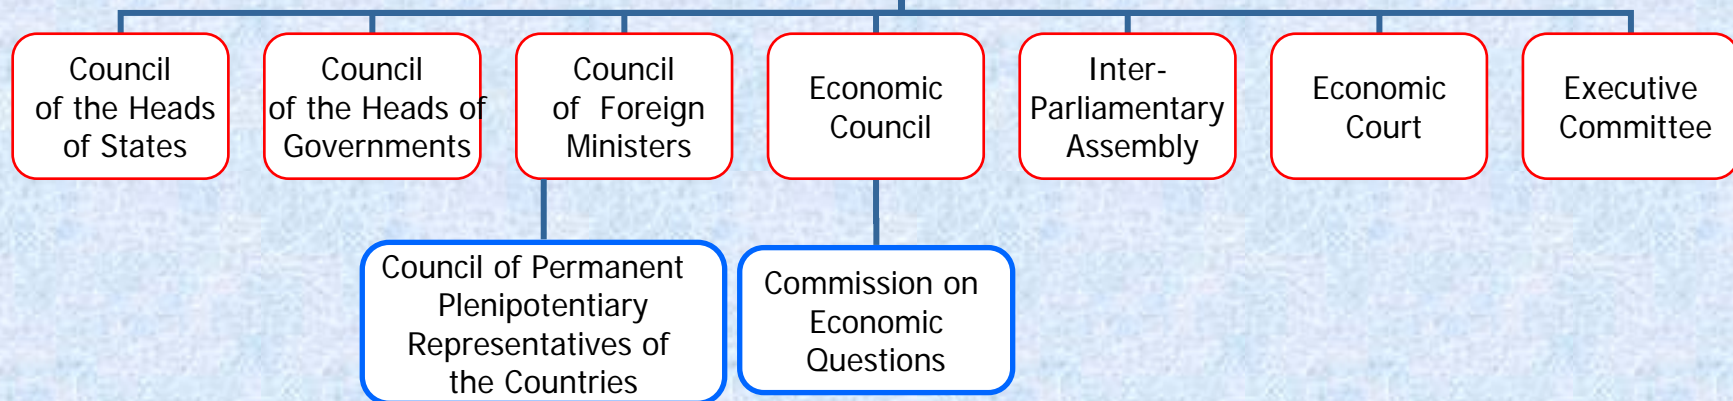 Council
of the Heads
of States
Council
of the Heads of
Governments
Council
of Foreign
Ministers
Economic
Council
Inter-
Parliamentary
Assembly
Economic
Court
Executive
Committee
Council of Permanent
Plenipotentiary
Representatives of
the Countries
Commission on
Economic
Questions